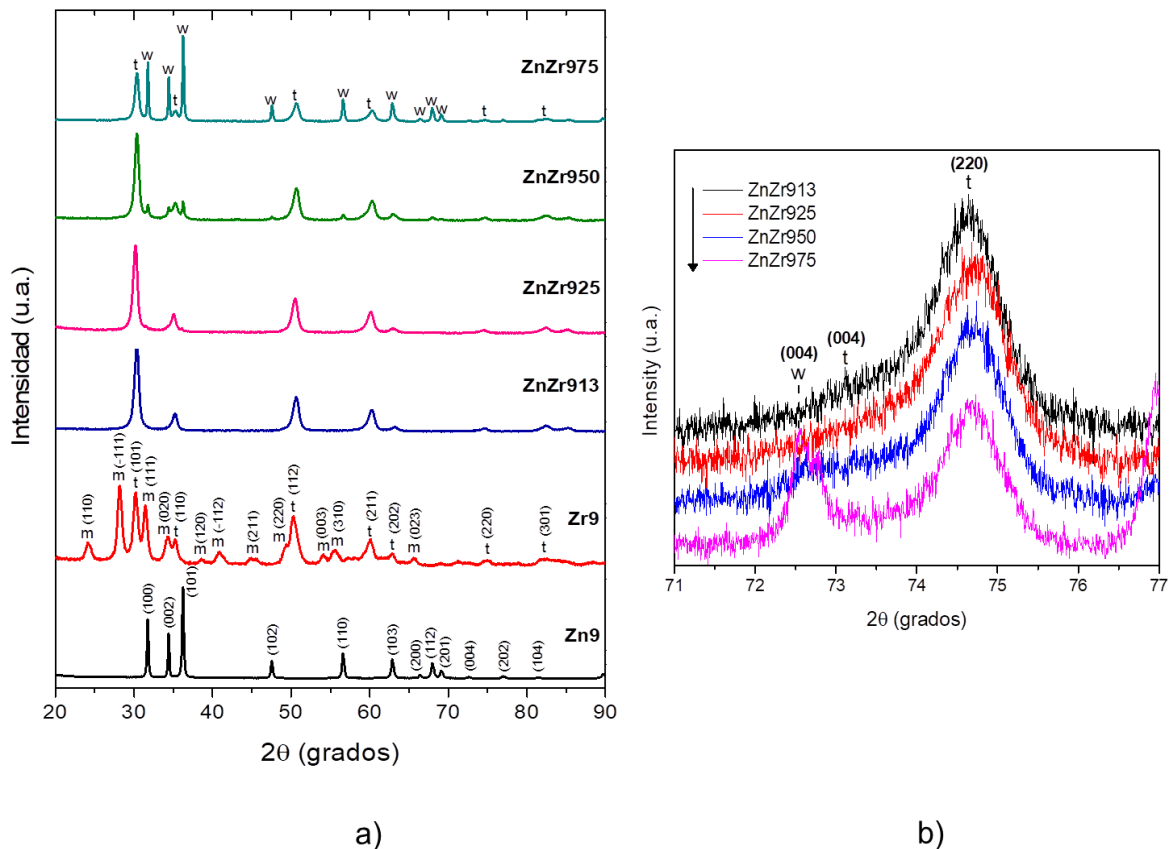 ZnZr975
t
w
w
t
w
w
t
w
t
w
w
w
w
t
t
ZnZr950
ZnZr925
ZnZr913
Zr9
m (110)
m (-111)
t (101)
m (111)
m (020)
t (110)
m (120)
m (-112)
m (211)
m (220)
t (112)
m (003)
m (310)
t (211)
t (202)
m (023)
t (220)
t (301)
Zn9
(100)
(002)
(101)
(102)
(110)
(103)
(200)
(112)
(201)
(004)
(202)
(104)
Intensidad (u.a.)
20 30 40 50 60 70 80 90
2θ (grados)
a)
ZnZr913
ZnZr925
ZnZr950
ZnZr975
(220)
t
(004)
t
(004)
w
Intensity (u.a.)
71 72 73 74 75 76 77
2θ (grados)
b)